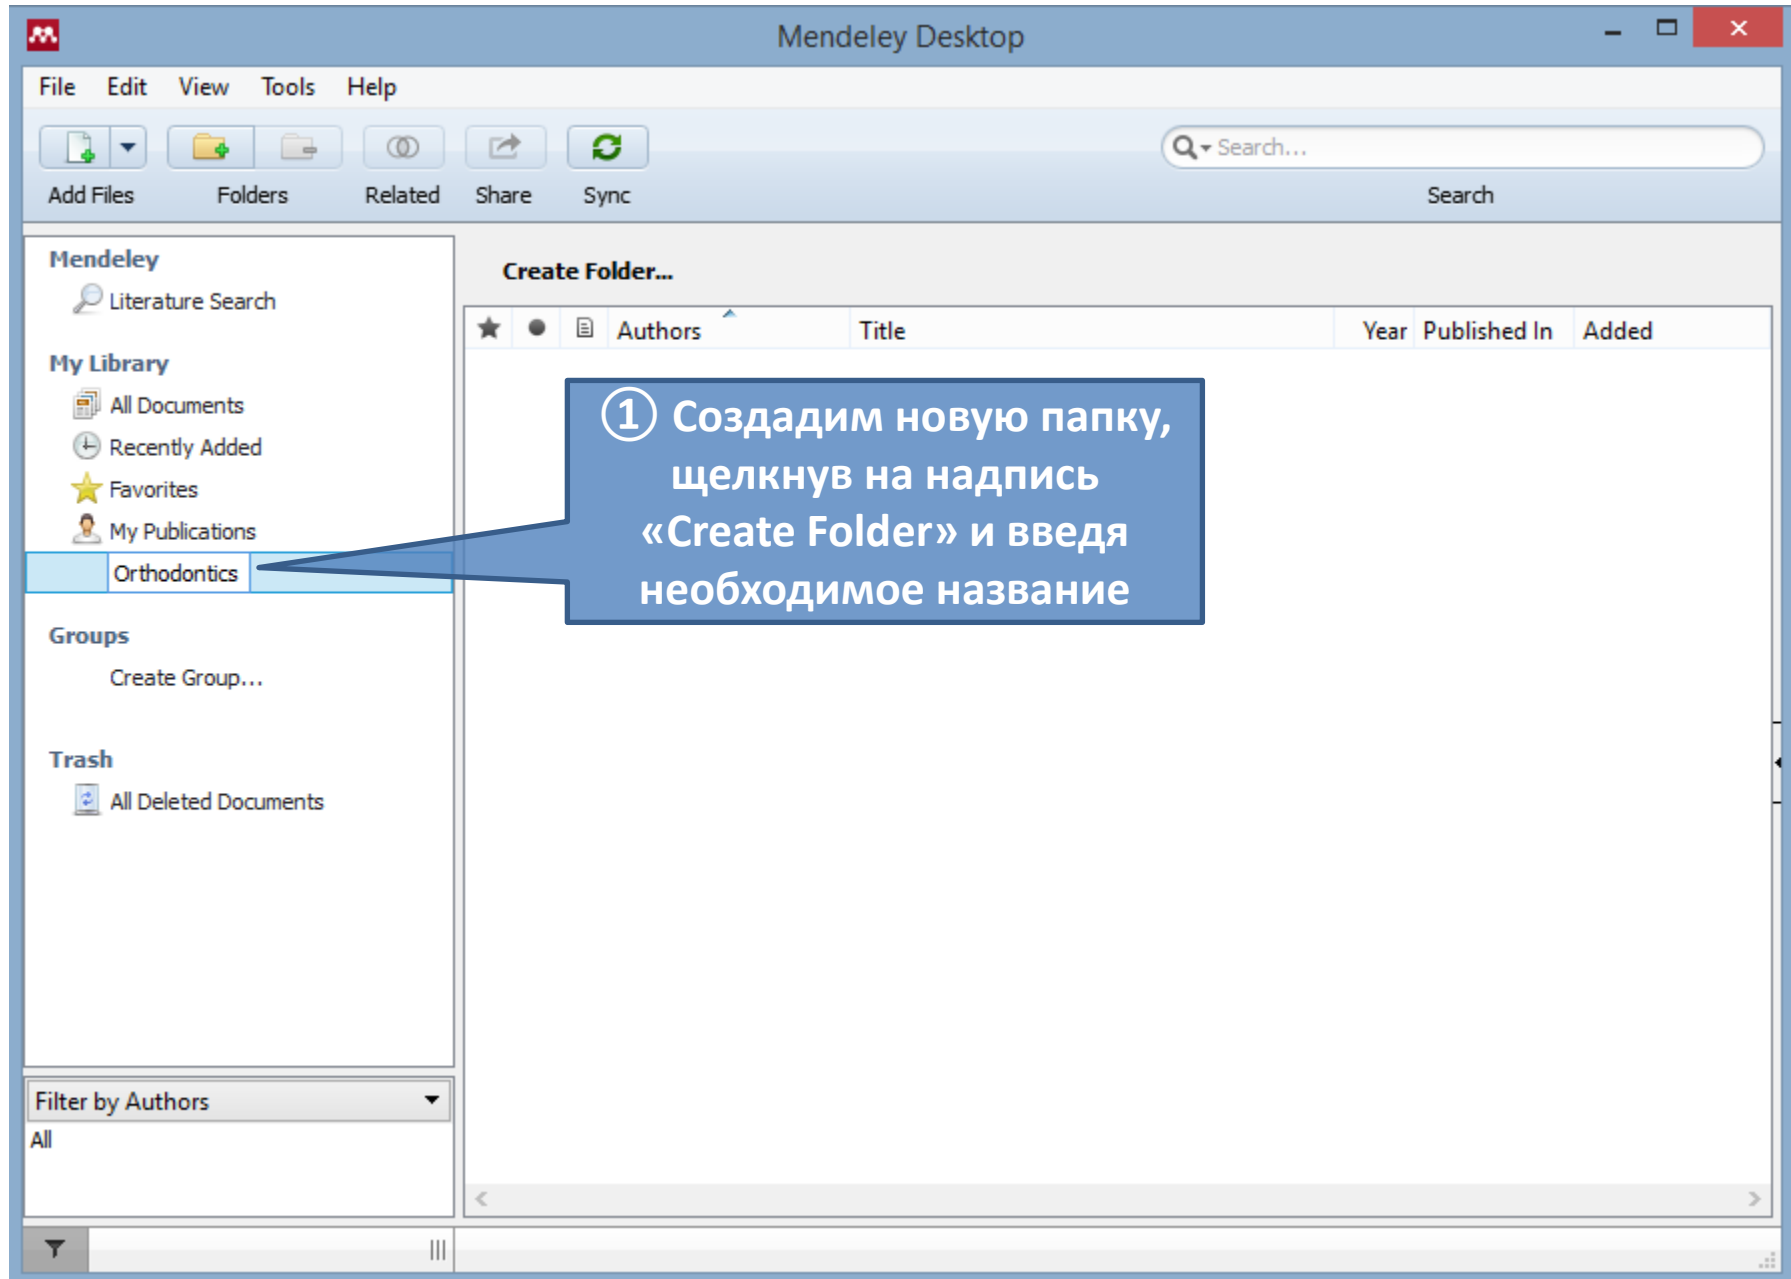 Mendeley Desktop
File Edit View Tools Help
Search...
Add Files Folders Related Share Sync Search
Mendeley
Literature Search
My Library
All Documents
Recently Added
Favorites
My Publications
Orthodontics
Groups
Create Group...
Trash
All Deleted Documents
Filter by Authors
All
Create Folder...
Authors Title Year Published In Added
① Создадим новую папку,
щелкнув на надпись
«Create Folder» и введя
необходимое название